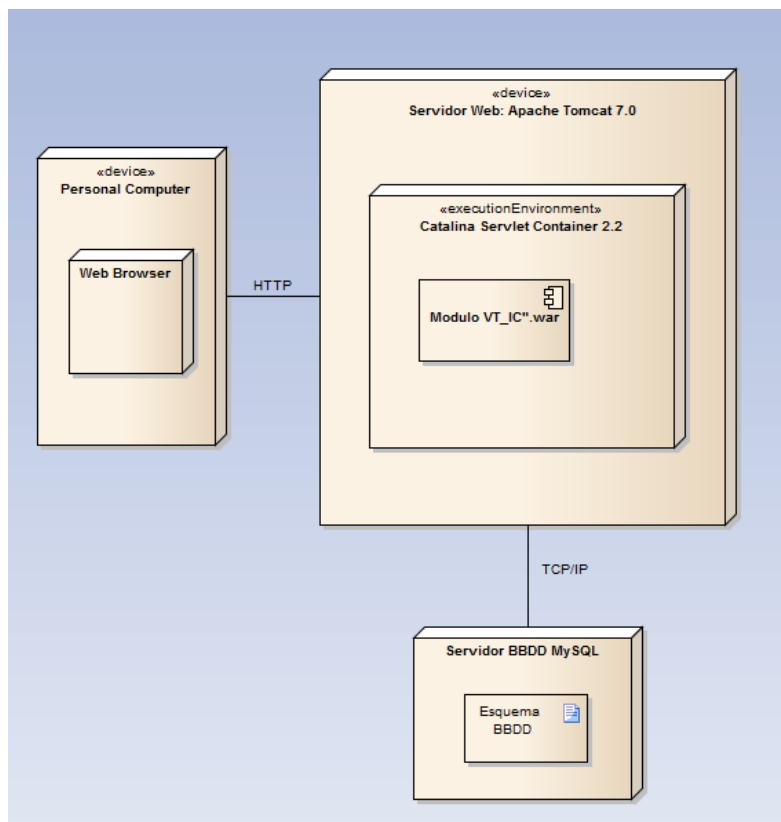 «device»
Servidor Web: Apache Tomcat 7.0
«device»
Personal Computer
«executionEnvironment»
Catalina Servlet Container 2.2
Web Browser
HTTP
Modulo VT_IC".war
TCP/IP
Servidor BBDD MySQL
Esquema
BBDD